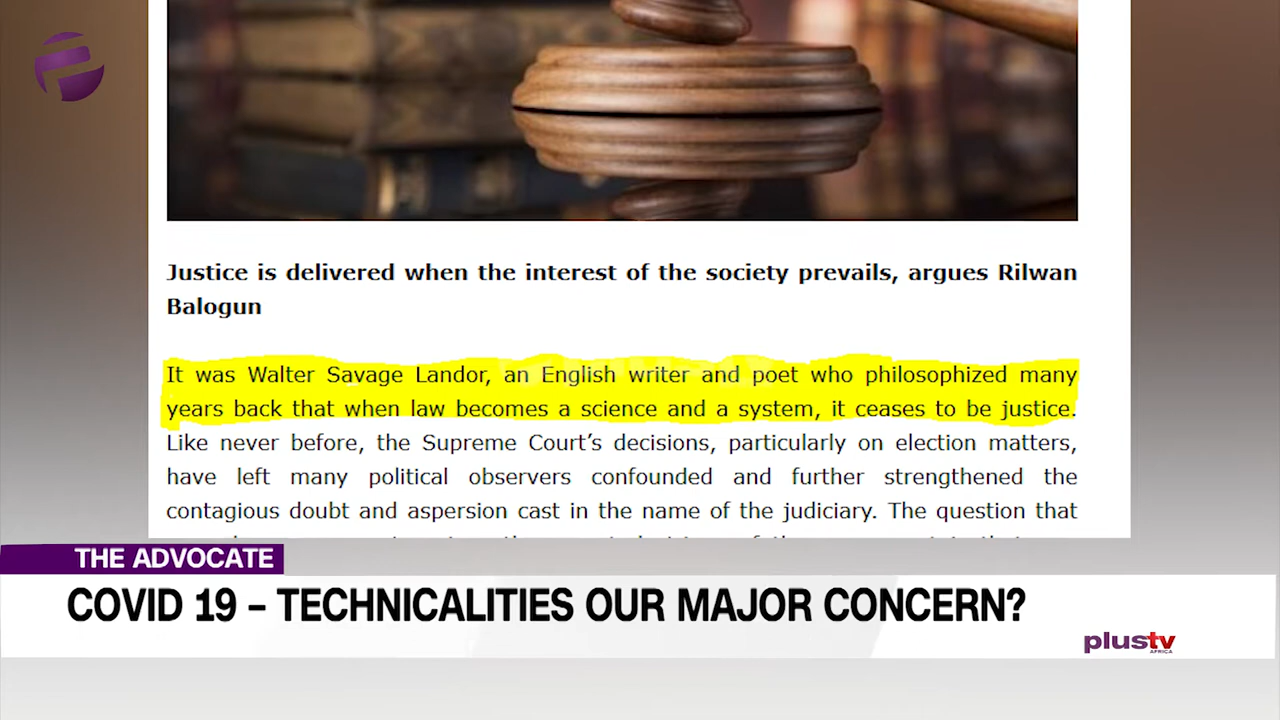 Justice is delivered when the interest of the society prevails, argues Rilwan
Balogun
It was Walter Savage Landor, an English writer and poet who philosophized many
years back that when law becomes a science and a system, it ceases to be justice.
Like never before, the Supreme Court’s decisions, particularly on election matters,
have left many political observers confounded and further strengthened the
contagious doubt and aspersion cast in the name of the judiciary. The question that
THE ADVOCATE
COVID 19 – TECHNICALITIES OUR MAJOR CONCERN?
plustv
AFRICA